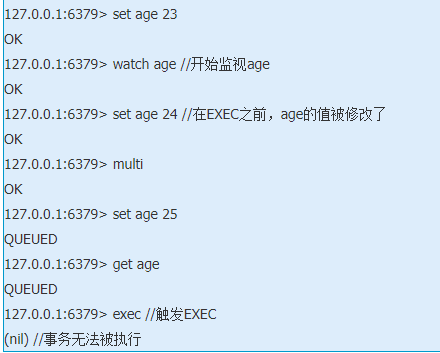 127.0.0.1:6379> set age 23
OK
127.0.0.1:6379> watch age //开始监视age
OK
127.0.0.1:6379> set age 24 //在EXEC之前，age的值被修改了
OK
127.0.0.1:6379> multi
OK
127.0.0.1:6379> set age 25
QUEUED
127.0.0.1:6379> get age
QUEUED
127.0.0.1:6379> exec //触发EXEC
(nil) //事务无法被执行